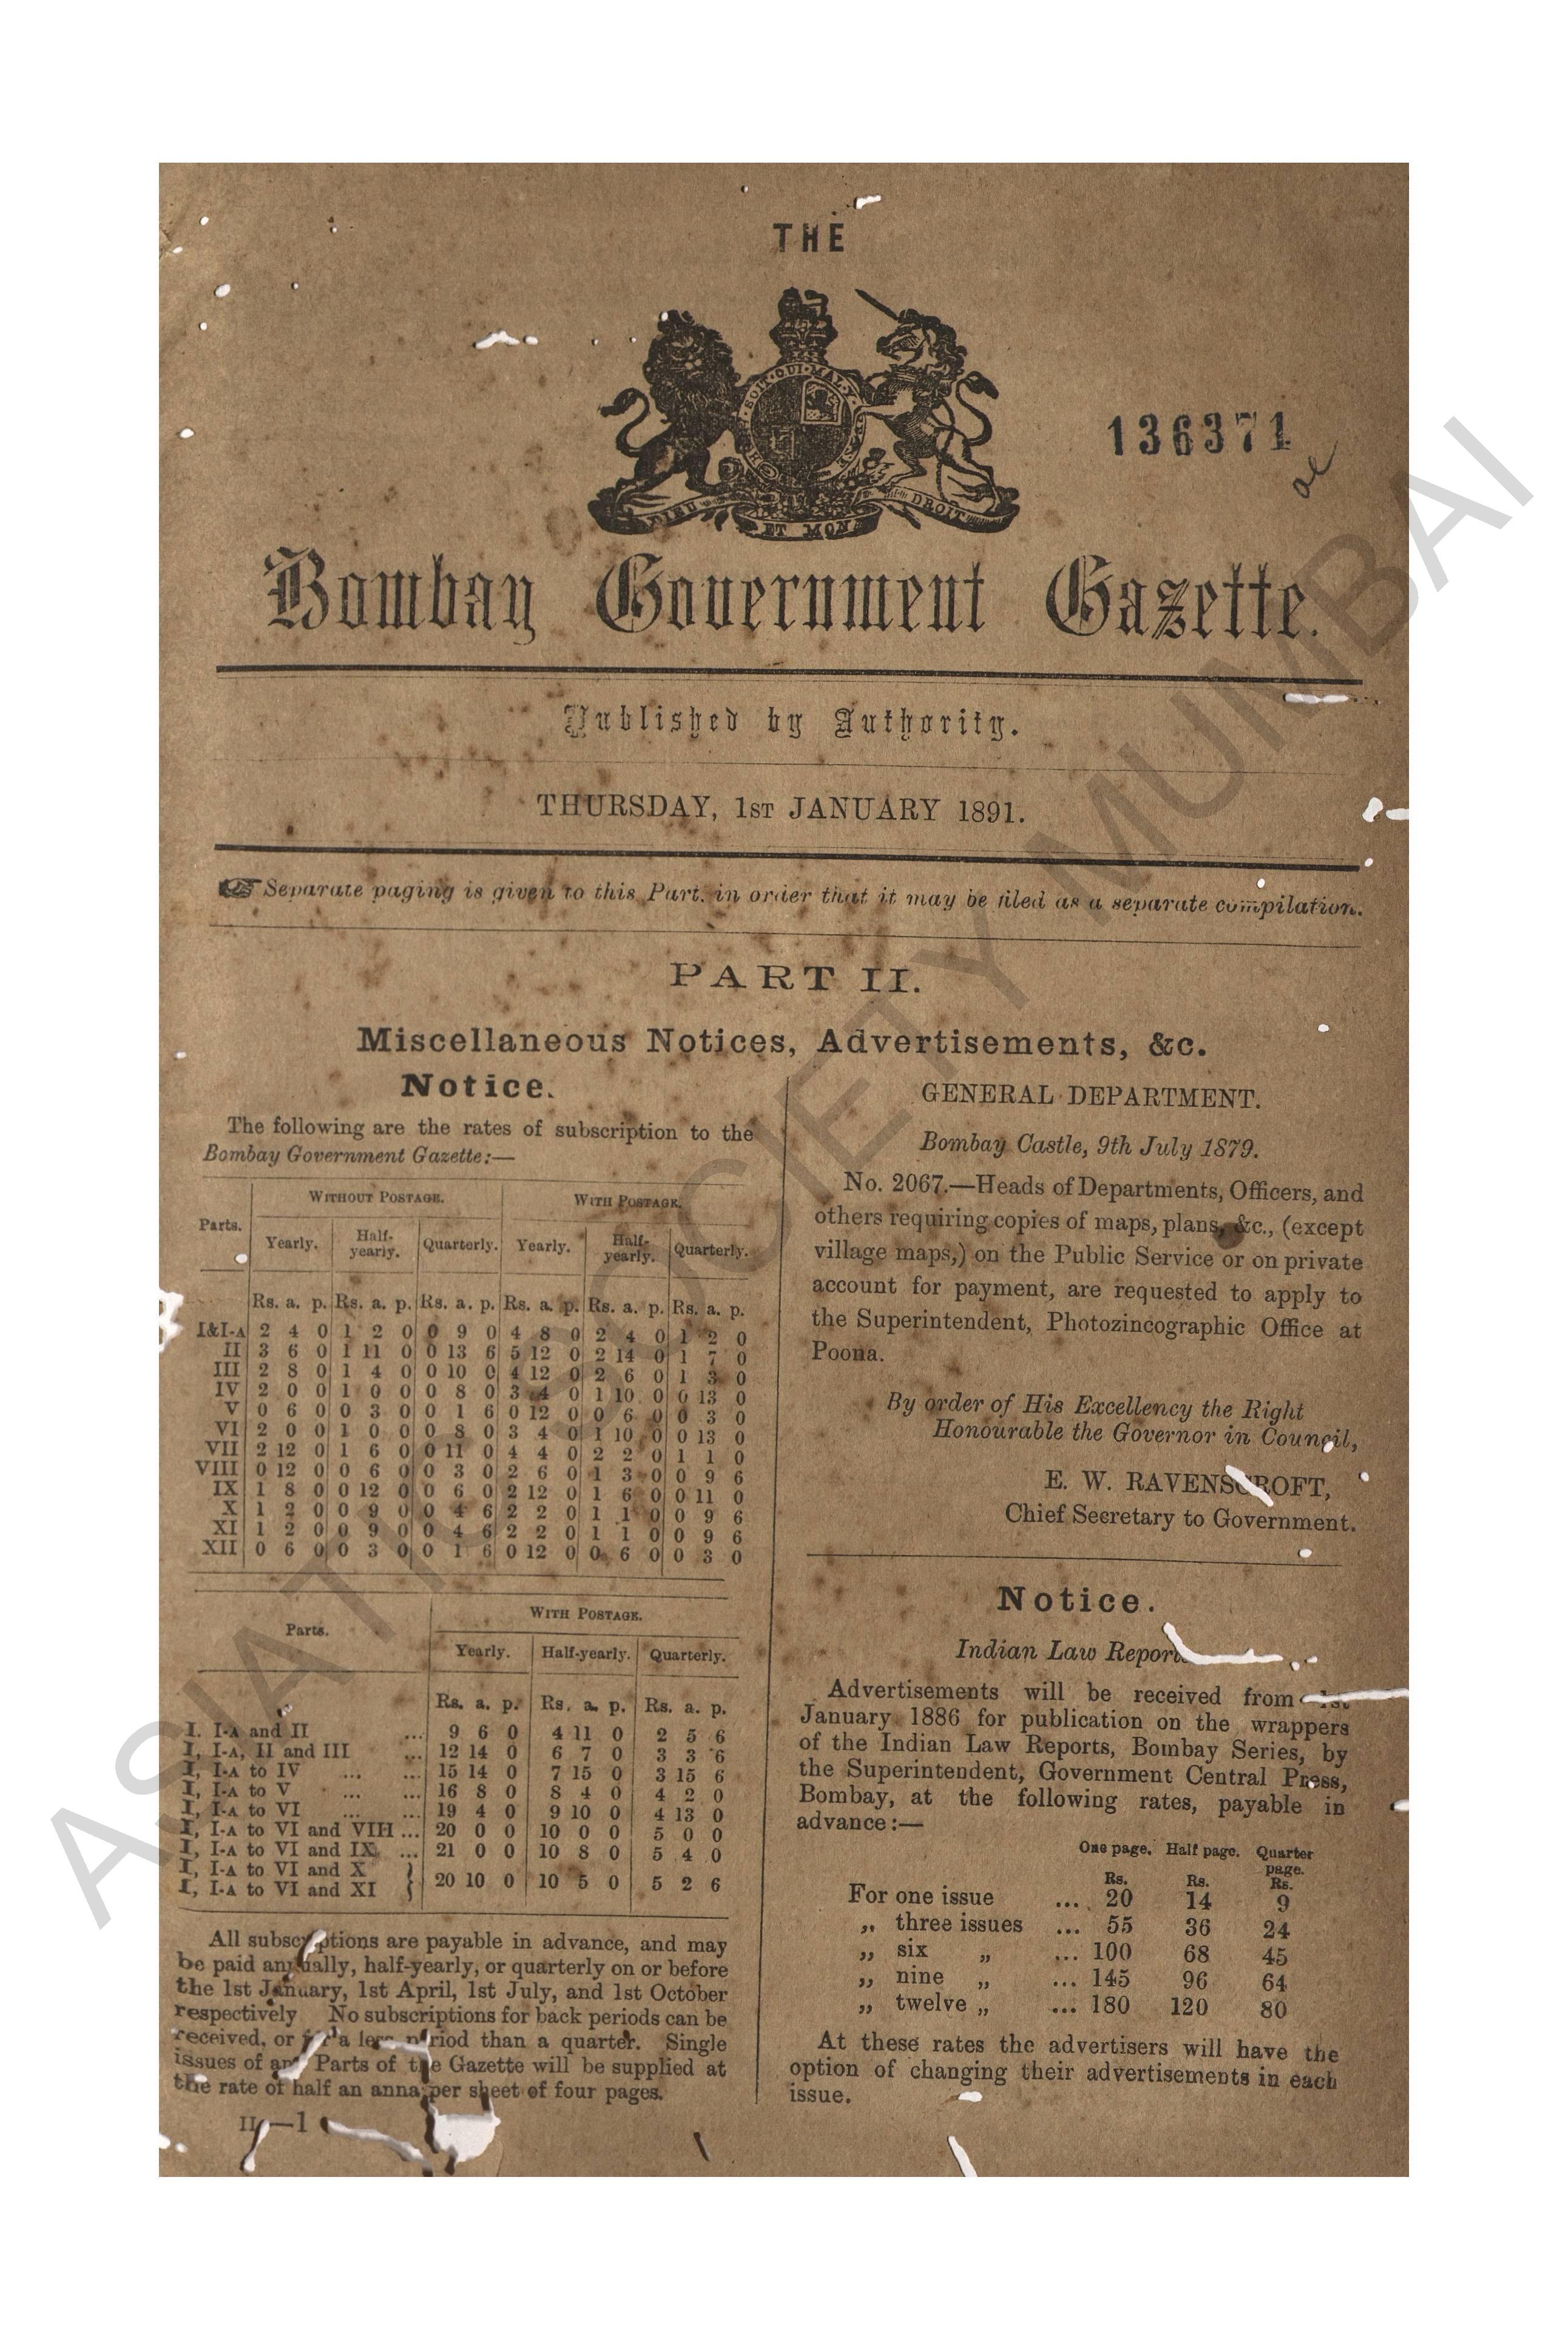 THE
136371
HONI SOIT QUI MAL Y PENSE
DIEU ET MON DROIT
Bombay Government Gazette.
Published by Authority.
THURSDAY, 1ST JANUARY 1891.
Separate paging is given to this Part, in order that it may be filed as a separate compilation.
PART II.
Miscellaneous Notices, Advertisements, &c.
Notice.
The following are the rates of subscription to the
Bombay Government Gazette:—
Parts. WITHOUT POSTAGE. WITH POSTAGE.
Yearly. Half-yearly. Quarterly. Yearly. Half-yearly. Quarterly.
Rs. a. p. Rs. a. p. Rs. a. p. Rs. a. p. Rs. a. p. Rs. a. p.
I&I-A 2 4 0 1 2 0 0 9 0 4 8 0 2 4 0 1 2 0
II 3 6 0 1 11 0 0 13 6 5 12 0 2 14 0 1 7 0
III 2 8 0 1 4 0 0 10 0 4 12 0 2 6 0 1 3 0
IV 2 0 0 1 0 0 0 8 0 3 4 0 1 10 0 0 13 0
V 0 6 0 0 3 0 0 1 6 0 12 0 0 6 0 0 3 0
VI 2 0 0 1 0 0 0 8 0 3 4 0 1 10 0 0 13 0
VII 2 12 0 1 6 0 0 11 0 4 4 0 2 2 0 1 1 0
VIII 0 12 0 0 6 0 0 3 0 2 6 0 1 3 0 0 9 6
IX 1 8 0 0 12 0 0 6 0 2 12 0 1 6 0 0 11 0
X 1 2 0 0 9 0 0 4 6 2 2 0 1 1 0 0 9 6
XI 1 2 0 0 9 0 0 4 6 2 2 0 1 1 0 0 9 6
XII 0 6 0 0 3 0 0 1 6 0 12 0 0 6 0 0 3 0
Parts. WITH POSTAGE.
Yearly. Half-yearly. Quarterly.
Rs. a. p. Rs. a. p. Rs. a. p.
I. I-A and II ... 9 6 0 4 11 0 2 5 6
I, I-A, II and III ... 12 14 0 6 7 0 3 3 6
I, I-A to IV ... ... 15 14 0 7 15 0 3 15 6
I, I-A to V ... ... 16 8 0 8 4 0 4 2 0
I, I-A to VI ... ... 19 4 0 9 10 0 4 13 0
I, I-A to VI and VIII ... 20 0 0 10 0 0 5 0 0
I, I-A to VI and IX ... 21 0 0 10 8 0 5 4 0
I, I-A to VI and X
I, I-A to VI and XI } 20 10 0 10 5 0 5 2 6
All subscriptions are payable in advance, and may
be paid annually, half-yearly, or quarterly on or before
the 1st January, 1st April, 1st July, and 1st October
respectively No subscriptions for back periods can be
received, or for a less period than a quarter. Single
issues of any Parts of the Gazette will be supplied at
the rate of half an anna per sheet of four pages.
II—1
GENERAL DEPARTMENT.
Bombay Castle, 9th July 1879.
No. 2067.—Heads of Departments, Officers, and
others requiring copies of maps, plans, &c., (except
village maps,) on the Public Service or on private
account for payment, are requested to apply to
the Superintendent, Photozincographic Office at
Poona.
By order of His Excellency the Right
Honourable the Governor in Council,
E. W. RAVENSCROFT,
Chief Secretary to Government.
Notice.
Indian Law Report
Advertisements will be received from 1st
January 1886 for publication on the wrappers
of the Indian Law Reports, Bombay Series, by
the Superintendent, Government Central Press,
Bombay, at the following rates, payable in
advance:—
One page. Half page. Quarter page.
Rs. Rs. Rs.
For one issue ... 20 14 9
„ three issues ... 55 36 24
„ six „ ... 100 68 45
„ nine „ ... 145 96 64
„ twelve „ ... 180 120 80
At these rates the advertisers will have the
option of changing their advertisements in each
issue.
ASIATIC SOCIETY MUMBAI